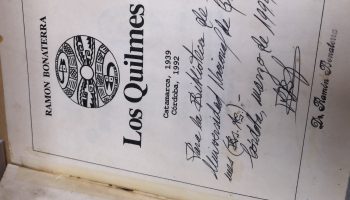 RAMON BONATERRA
Los Quilmes
Catamarca, 1939
Córdoba, 1992
Para la Biblioteca de
Universidad Nacional de
Córdoba, marzo de 1994
Dr. Ramón Bonaterra